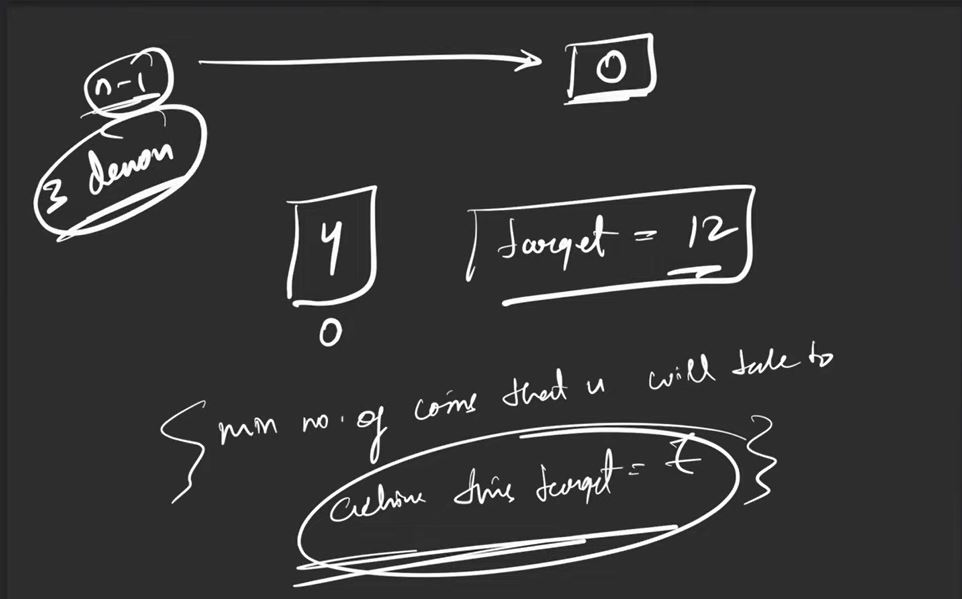 n-1 → 0
3 denom
4 target = 12
0
{ min no. of coins that u will take to
achieve this target = t }